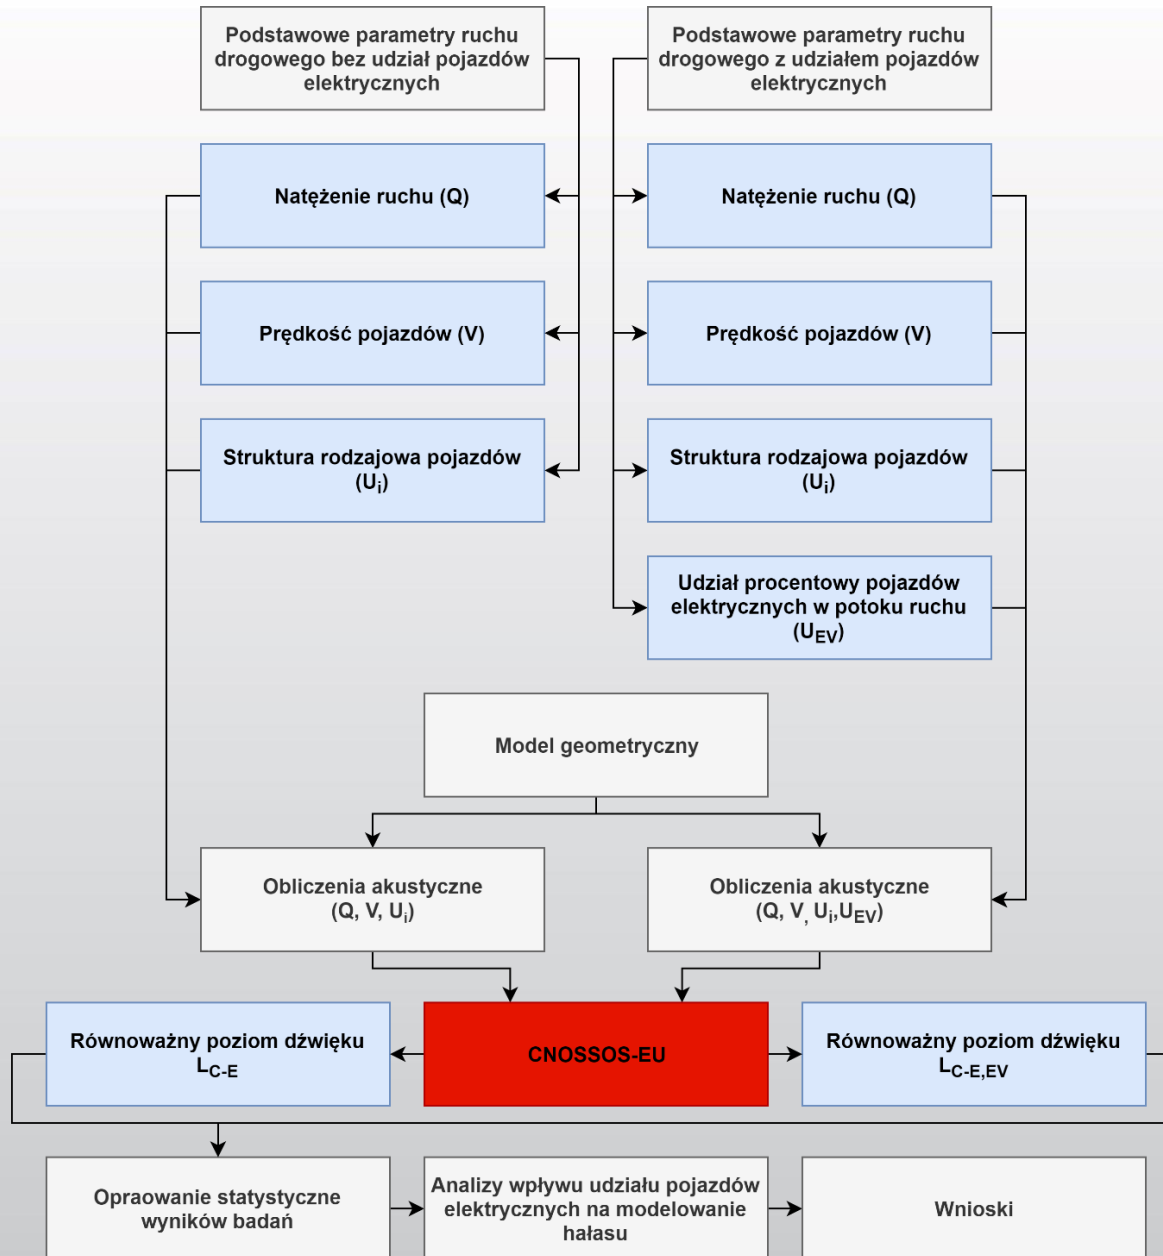 Podstawowe parametry ruchu
drogowego bez udział pojazdów
elektrycznych
Podstawowe parametry ruchu
drogowego z udziałem pojazdów
elektrycznych
Natężenie ruchu (Q)
Natężenie ruchu (Q)
Prędkość pojazdów (V)
Prędkość pojazdów (V)
Struktura rodzajowa pojazdów
(Ui)
Struktura rodzajowa pojazdów
(Ui)
Udział procentowy pojazdów
elektrycznych w potoku ruchu
(UEV)
Model geometryczny
Obliczenia akustyczne
(Q, V, Ui)
Obliczenia akustyczne
(Q, V, Ui,UEV)
Równoważny poziom dźwięku
LC-E
CNOSSOS-EU
Równoważny poziom dźwięku
LC-E,EV
Opraowanie statystyczne
wyników badań
Analizy wpływu udziału pojazdów
elektrycznych na modelowanie
hałasu
Wnioski